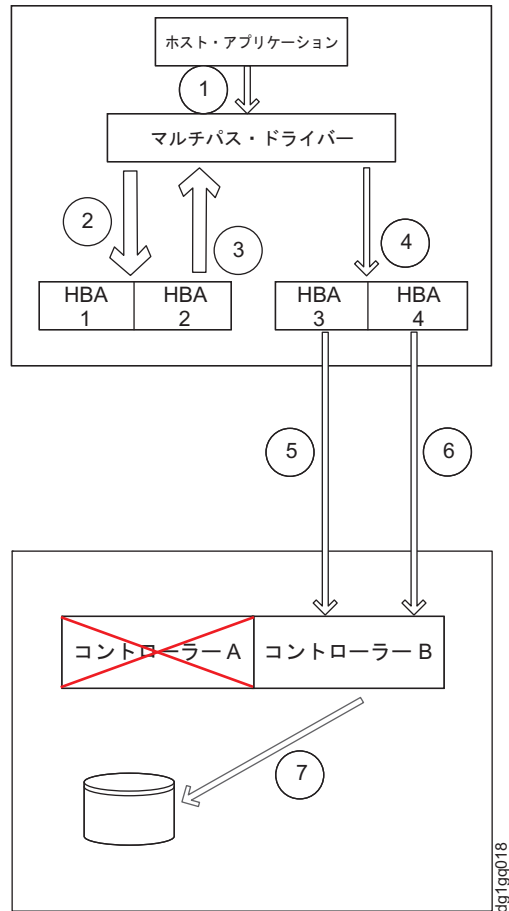 ホスト・アプリケーション
1
マルチパス・ドライバー
2
3
4
HBA
1
HBA
2
HBA
3
HBA
4
5
6
コントローラー A
コントローラー B
7
dg1gq018